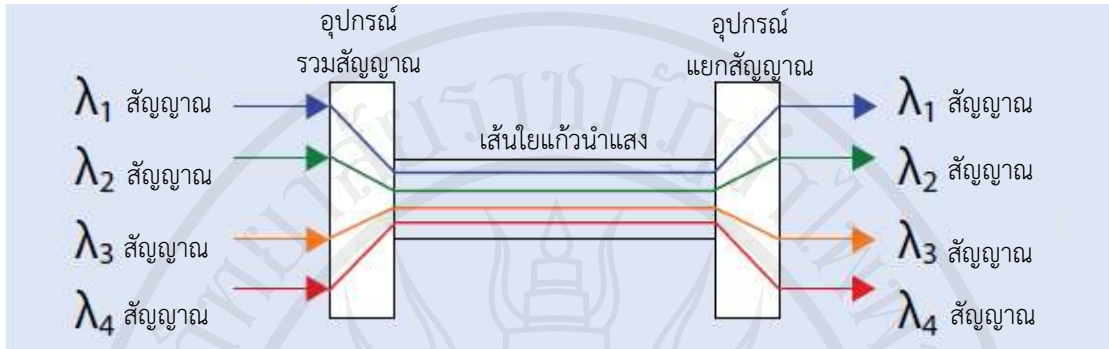 อุปกรณ์
รวมสัญญาณ
อุปกรณ์
แยกสัญญาณ
λ1 สัญญาณ
λ2 สัญญาณ
λ3 สัญญาณ
λ4 สัญญาณ
เส้นใยแก้วนำแสง
λ1 สัญญาณ
λ2 สัญญาณ
λ3 สัญญาณ
λ4 สัญญาณ